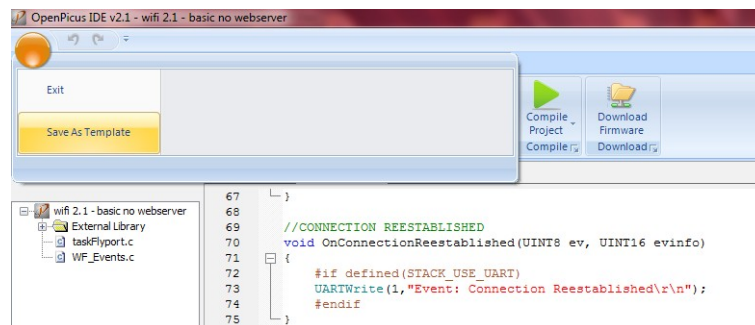 OpenPicus IDE v2.1 - wifi 2.1 - basic no webserver
Exit
Save As Template
Compile Project
Download Firmware
Compile
Download
wifi 2.1 - basic no webserver
External Library
taskFlyport.c
WF_Events.c
67 }
68
69 //CONNECTION REESTABLISHED
70 void OnConnectionReestablished(UINT8 ev, UINT16 evinfo)
71 {
72 #if defined(STACK_USE_UART)
73 UARTWrite(1,"Event: Connection Reestablished\r\n");
74 #endif
75 }